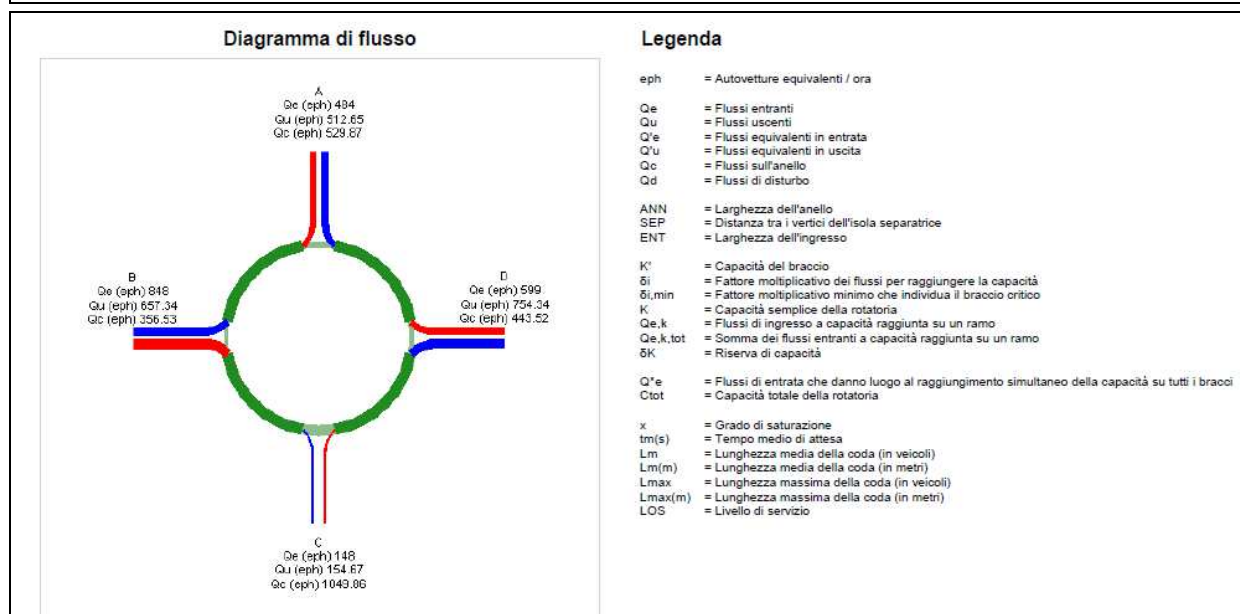 Diagramma di flusso
A
Qe (eph) 484
Qu (eph) 512.65
Qc (eph) 529.87
B
Qe (eph) 848
Qu (eph) 657.34
Qc (eph) 356.53
D
Qe (eph) 599
Qu (eph) 754.34
Qc (eph) 443.52
C
Qe (eph) 148
Qu (eph) 154.67
Qc (eph) 1049.86
Legenda
eph = Autovetture equivalenti / ora
Qe = Flussi entranti
Qu = Flussi uscenti
Q'e = Flussi equivalenti in entrata
Q'u = Flussi equivalenti in uscita
Qc = Flussi sull'anello
Qd = Flussi di disturbo
ANN = Larghezza dell'anello
SEP = Distanza tra i vertici dell'isola separatrice
ENT = Larghezza dell'ingresso
K' = Capacità del braccio
δi = Fattore moltiplicativo dei flussi per raggiungere la capacità
δi,min = Fattore moltiplicativo minimo che individua il braccio critico
K = Capacità semplice della rotatoria
Qe,k = Flussi di ingresso a capacità raggiunta su un ramo
Qe,k,tot = Somma dei flussi entranti a capacità raggiunta su un ramo
δK = Riserva di capacità
Q"e = Flussi di entrata che danno luogo al raggiungimento simultaneo della capacità su tutti i bracci
Ctot = Capacità totale della rotatoria
x = Grado di saturazione
tm(s) = Tempo medio di attesa
Lm = Lunghezza media della coda (in veicoli)
Lm(m) = Lunghezza media della coda (in metri)
Lmax = Lunghezza massima della coda (in veicoli)
Lmax(m) = Lunghezza massima della coda (in metri)
LOS = Livello di servizio